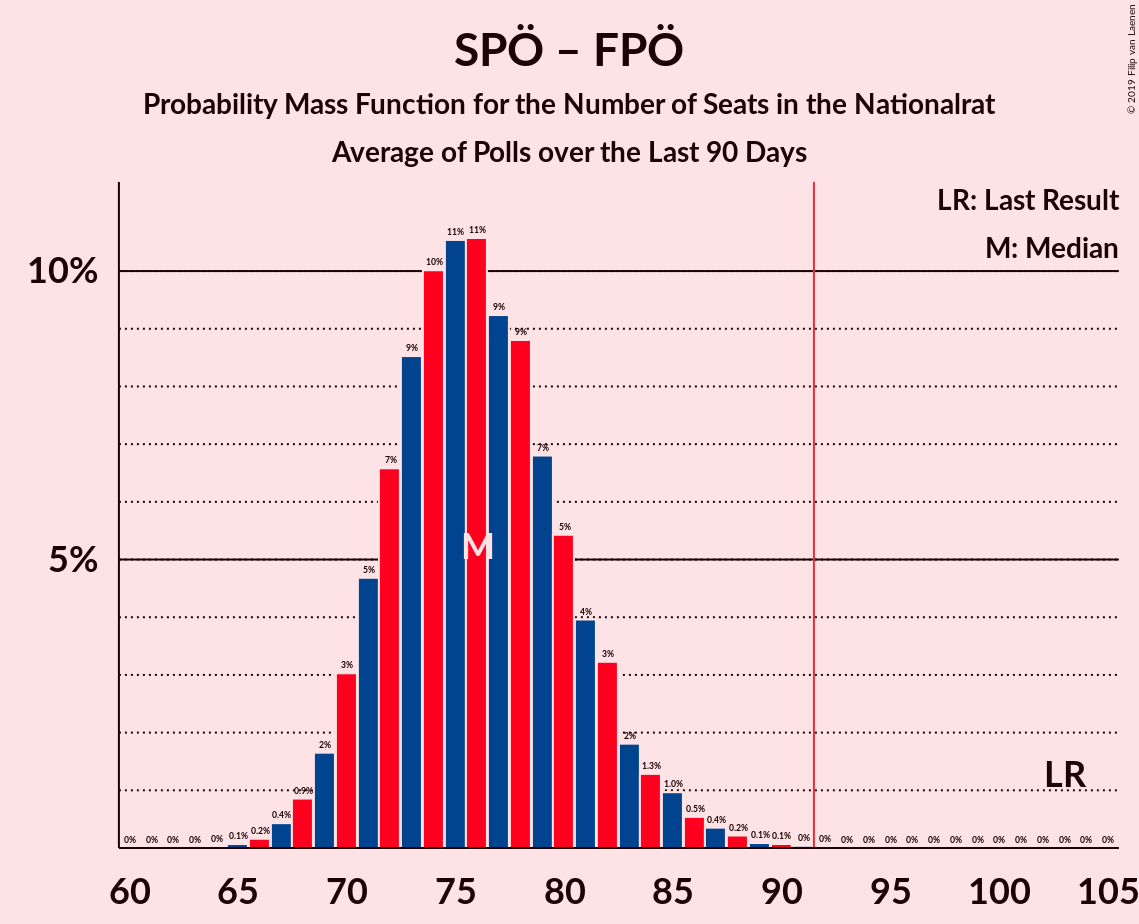 SPÖ – FPÖ
Probability Mass Function for the Number of Seats in the Nationalrat
Average of Polls over the Last 90 Days
© 2019 Filip van Laenen
LR: Last Result
M: Median
10%
5%
0% 0% 0% 0% 0% 0.1% 0.2% 0.4% 0.9% 2% 3% 5% 7% 9% 10% 11% 11% 9% 9% 7% 5% 4% 3% 2% 1.3% 1.0% 0.5% 0.4% 0.2% 0.1% 0.1% 0% 0% 0% 0% 0% 0% 0% 0% 0% 0% 0% 0% 0% 0% 0%
M
LR
60 65 70 75 80 85 90 95 100 105